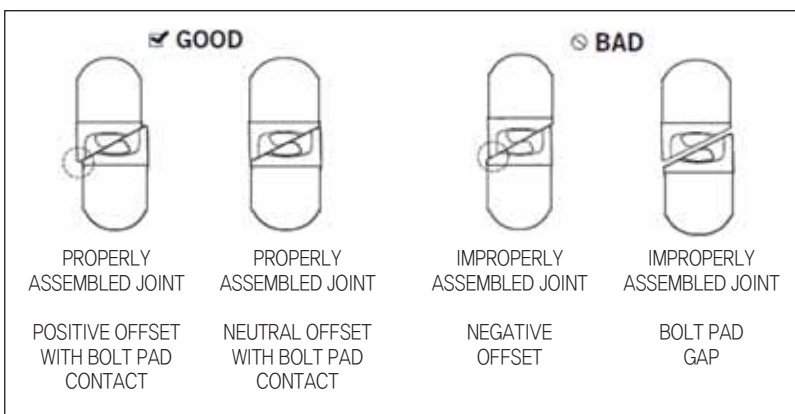 GOOD
BAD
PROPERLY
ASSEMBLED JOINT
POSITIVE OFFSET
WITH BOLT PAD
CONTACT
PROPERLY
ASSEMBLED JOINT
NEUTRAL OFFSET
WITH BOLT PAD
CONTACT
IMPROPERLY
ASSEMBLED JOINT
NEGATIVE
OFFSET
IMPROPERLY
ASSEMBLED JOINT
BOLT PAD
GAP